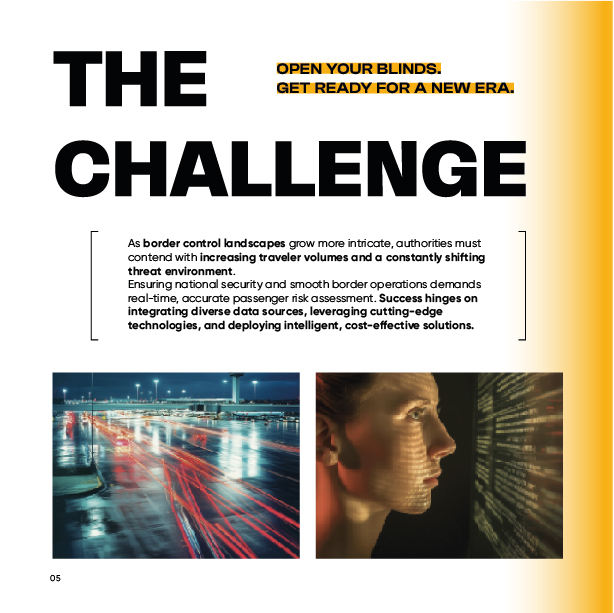 THE
CHALLENGE
OPEN YOUR BLINDS.
GET READY FOR A NEW ERA.
As border control landscapes grow more intricate, authorities must
contend with increasing traveler volumes and a constantly shifting
threat environment.
Ensuring national security and smooth border operations demands
real-time, accurate passenger risk assessment. Success hinges on
integrating diverse data sources, leveraging cutting-edge
technologies, and deploying intelligent, cost-effective solutions.
05